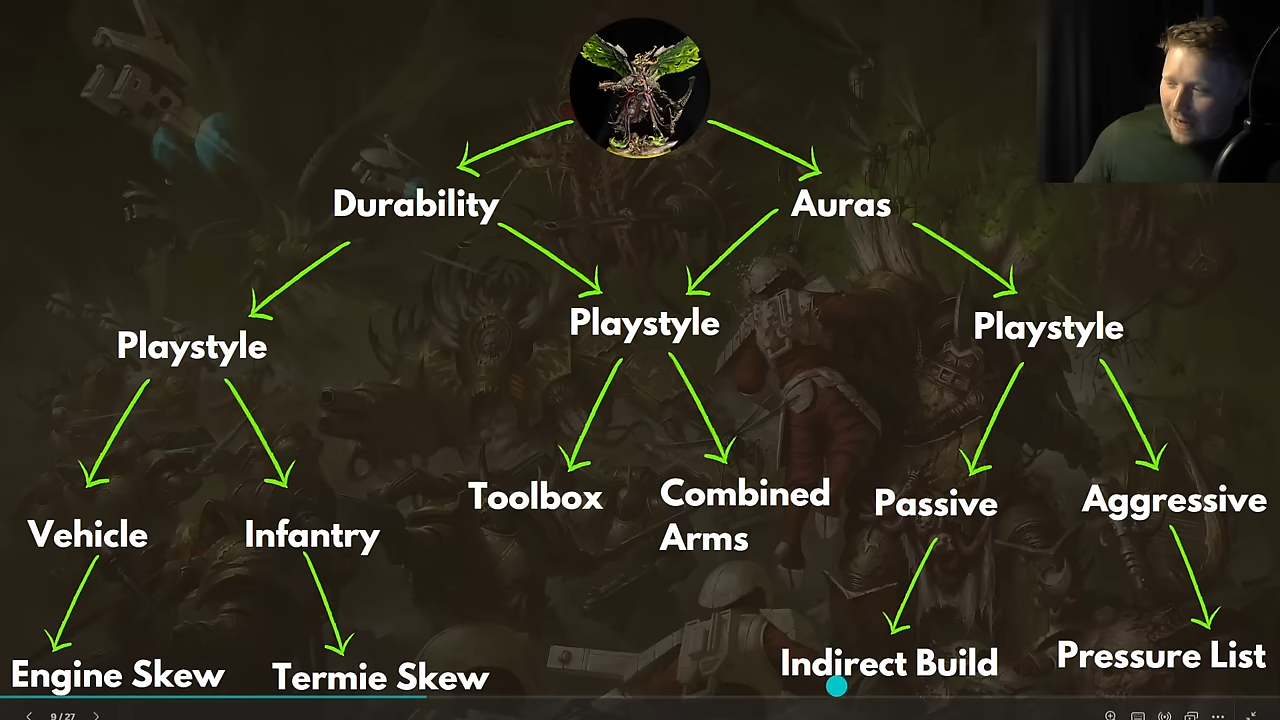 Durability
Auras
Playstyle
Playstyle
Playstyle
Toolbox
Combined
Arms
Passive
Aggressive
Vehicle
Infantry
Engine Skew
Termie Skew
Indirect Build
Pressure List
9 / 27